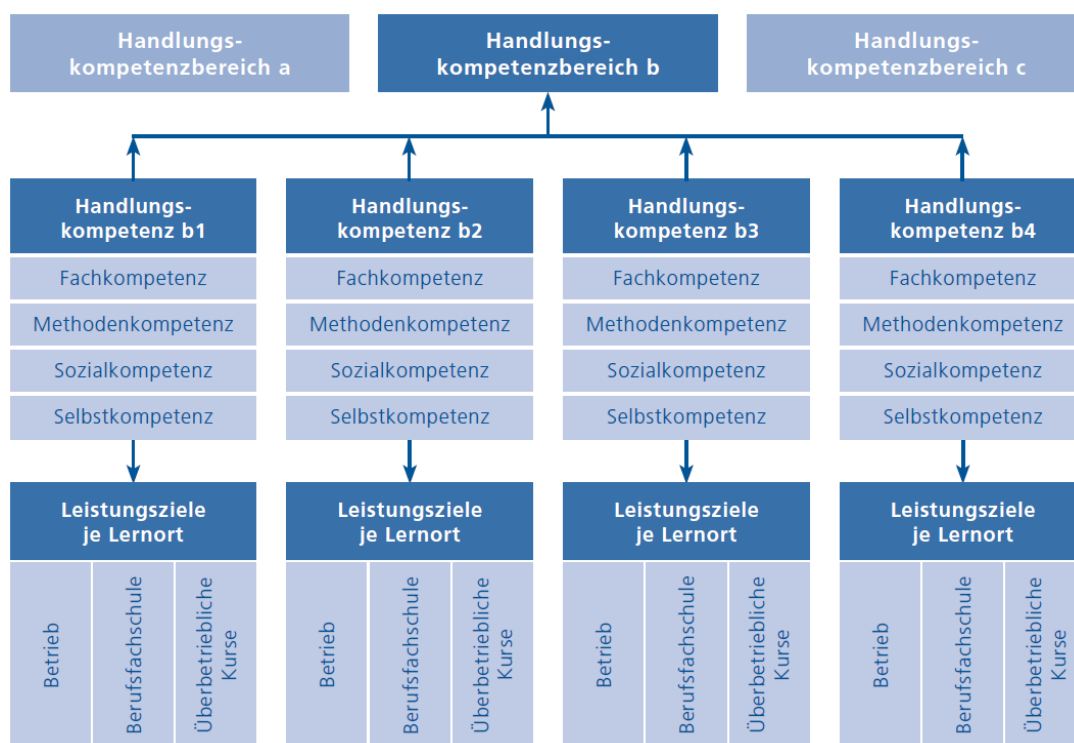 Handlungs-
kompetenzbereich a
Handlungs-
kompetenzbereich b
Handlungs-
kompetenzbereich c
Handlungs-
kompetenz b1
Fachkompetenz
Methodenkompetenz
Sozialkompetenz
Selbstkompetenz
Leistungsziele
je Lernort
Betrieb
Berufsfachschule
Überbetriebliche
Kurse
Handlungs-
kompetenz b2
Fachkompetenz
Methodenkompetenz
Sozialkompetenz
Selbstkompetenz
Leistungsziele
je Lernort
Betrieb
Berufsfachschule
Überbetriebliche
Kurse
Handlungs-
kompetenz b3
Fachkompetenz
Methodenkompetenz
Sozialkompetenz
Selbstkompetenz
Leistungsziele
je Lernort
Betrieb
Berufsfachschule
Überbetriebliche
Kurse
Handlungs-
kompetenz b4
Fachkompetenz
Methodenkompetenz
Sozialkompetenz
Selbstkompetenz
Leistungsziele
je Lernort
Betrieb
Berufsfachschule
Überbetriebliche
Kurse